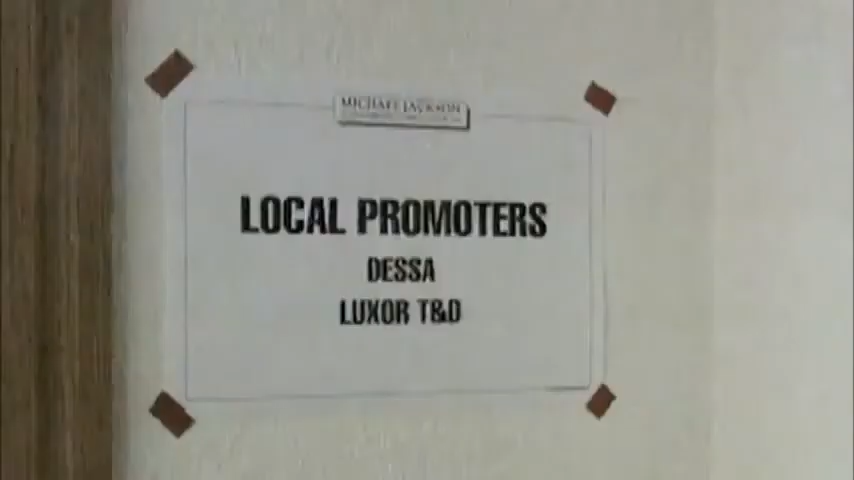 MICHAEL JACKSON
LOCAL PROMOTERS
DESSA
LUXOR T&D